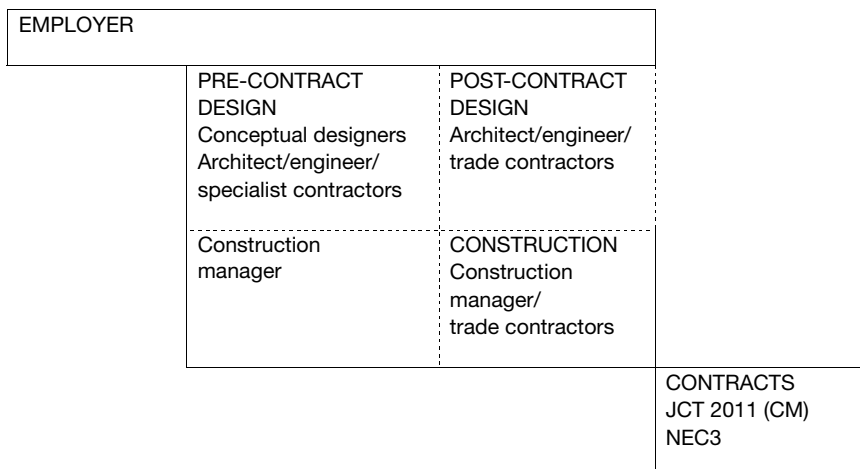 EMPLOYER
PRE-CONTRACT
DESIGN
Conceptual designers
Architect/engineer/
specialist contractors
POST-CONTRACT
DESIGN
Architect/engineer/
trade contractors
Construction
manager
CONSTRUCTION
Construction
manager/
trade contractors
CONTRACTS
JCT 2011 (CM)
NEC3